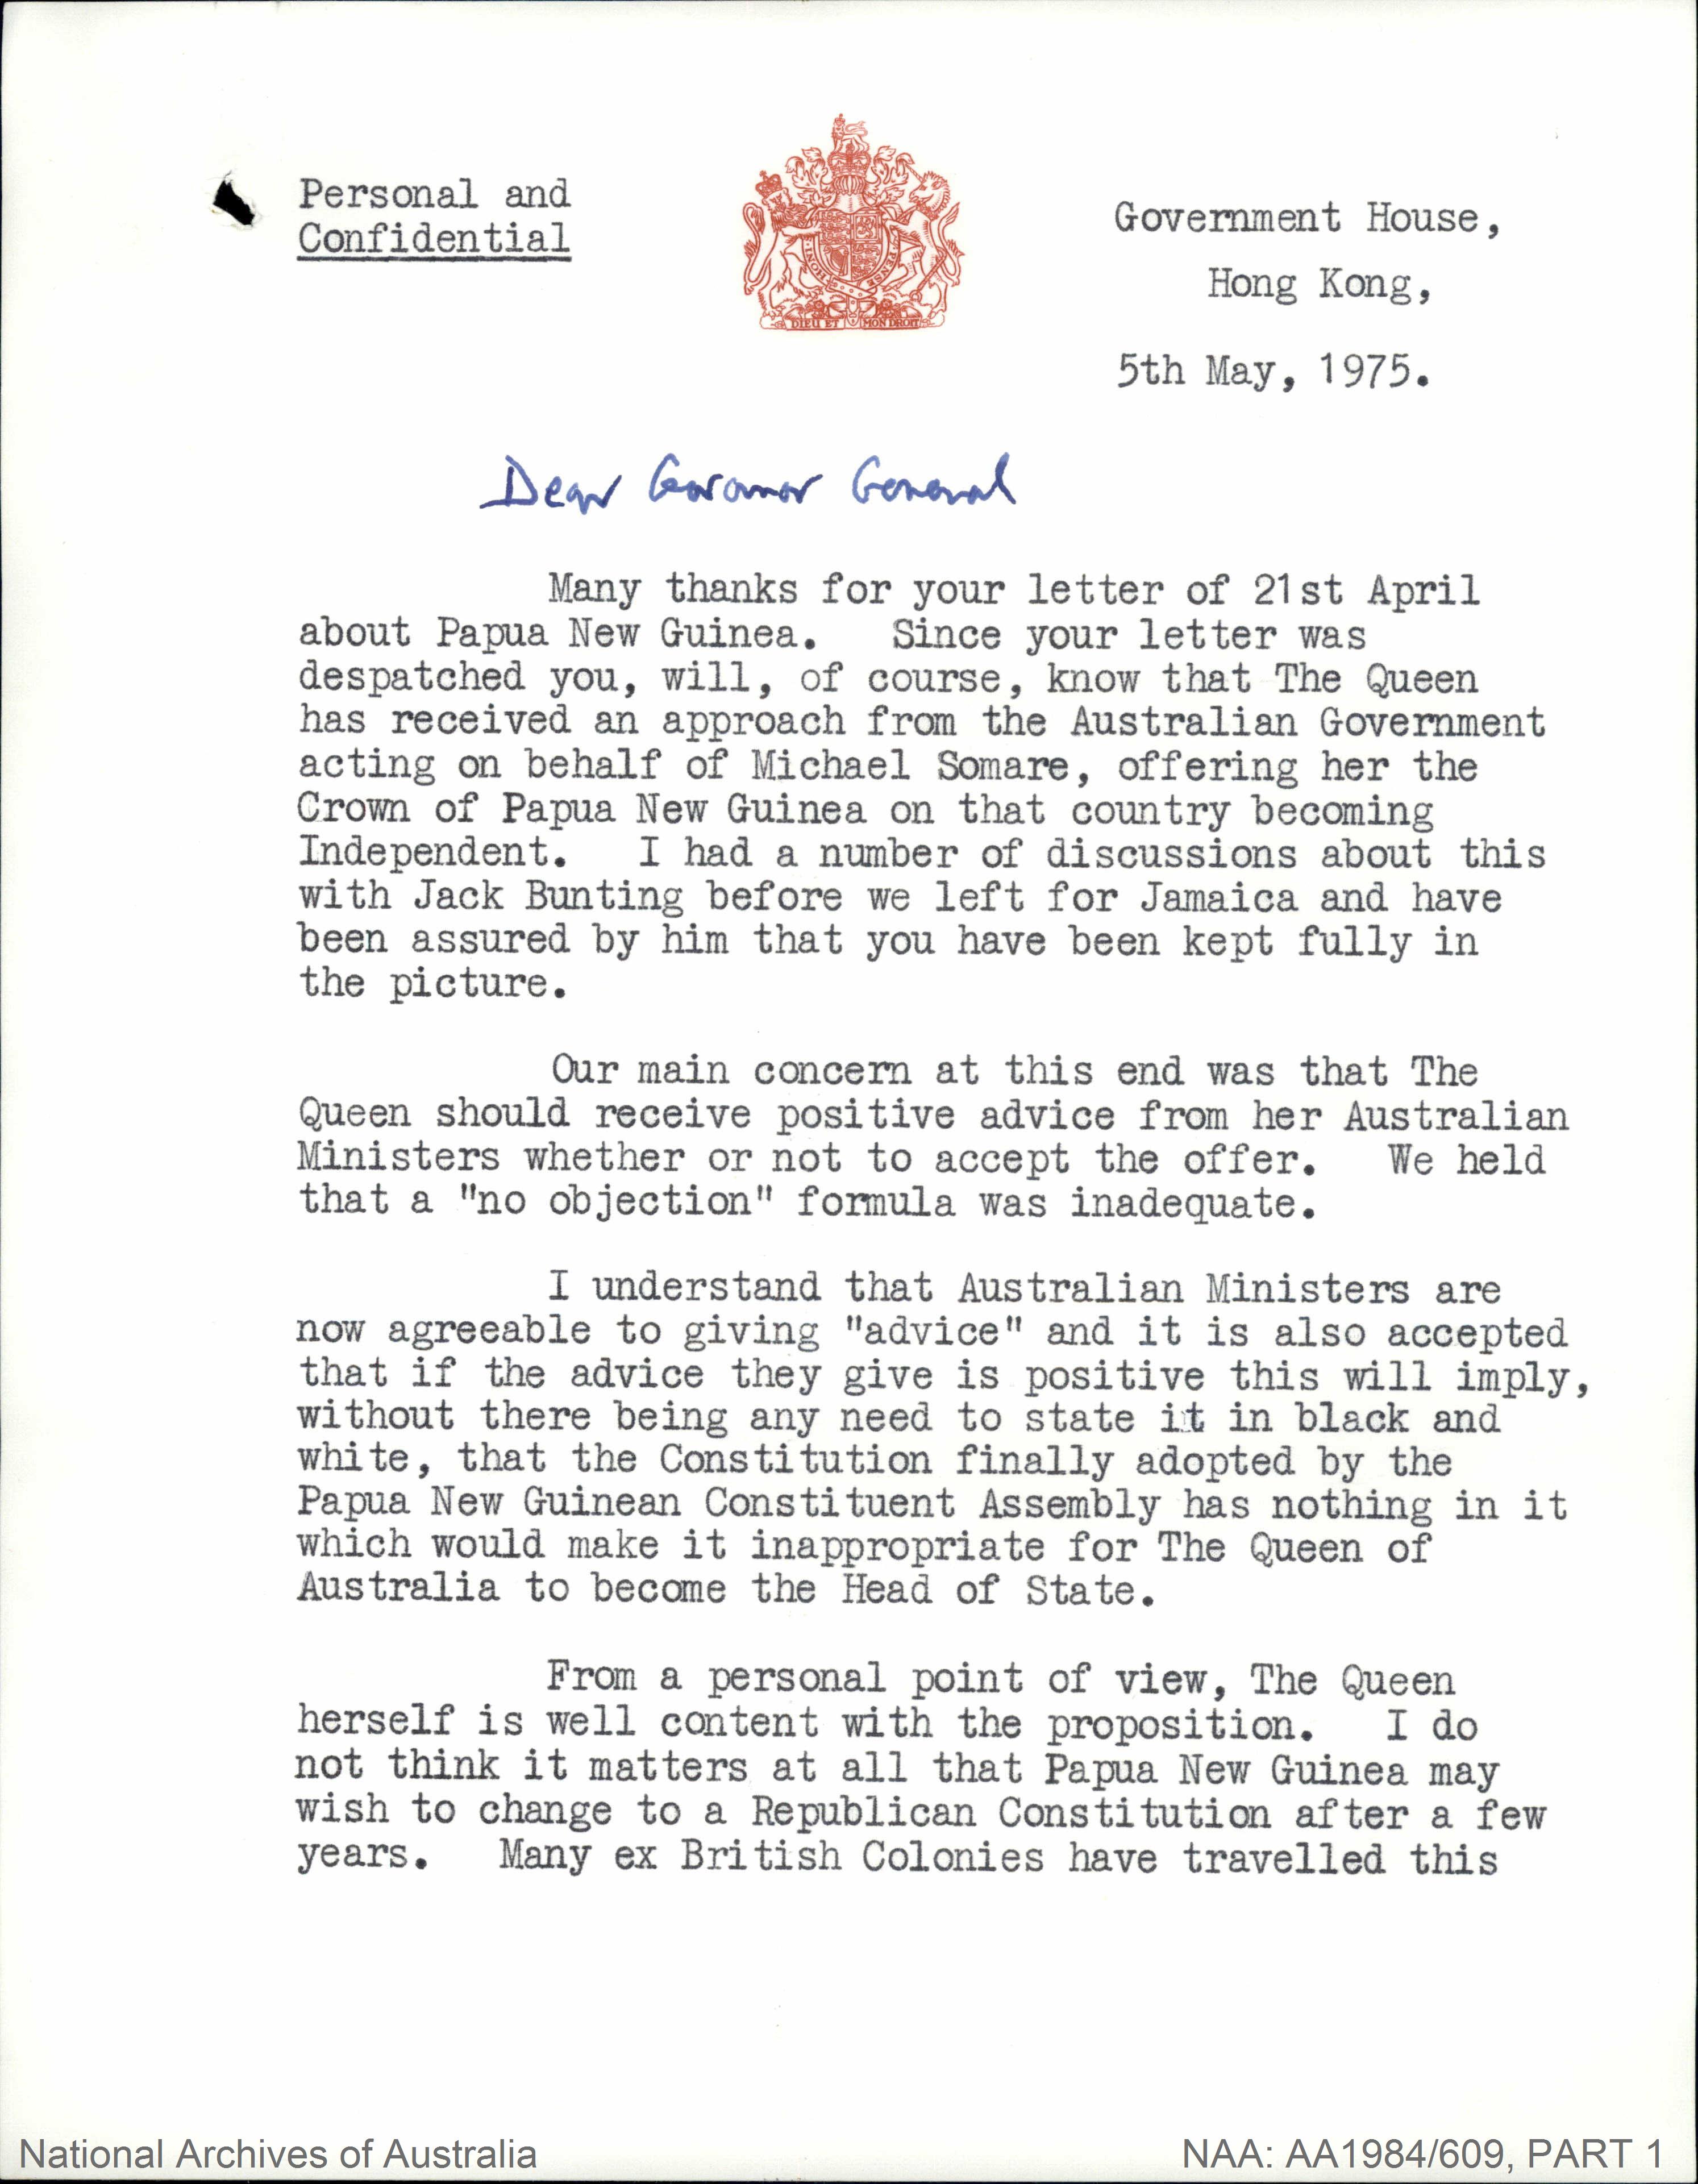 Personal and
Confidential
HONI
PENSE
DIEU ET MON DROIT
Government House,
Hong Kong,
5th May, 1975.
Dear Governor General
Many thanks for your letter of 21st April
about Papua New Guinea. Since your letter was
despatched you, will, of course, know that The Queen
has received an approach from the Australian Government
acting on behalf of Michael Somare, offering her the
Crown of Papua New Guinea on that country becoming
Independent. I had a number of discussions about this
with Jack Bunting before we left for Jamaica and have
been assured by him that you have been kept fully in
the picture.
Our main concern at this end was that The
Queen should receive positive advice from her Australian
Ministers whether or not to accept the offer. We held
that a "no objection" formula was inadequate.
I understand that Australian Ministers are
now agreeable to giving "advice" and it is also accepted
that if the advice they give is positive this will imply,
without there being any need to state it in black and
white, that the Constitution finally adopted by the
Papua New Guinean Constituent Assembly has nothing in it
which would make it inappropriate for The Queen of
Australia to become the Head of State.
From a personal point of view, The Queen
herself is well content with the proposition. I do
not think it matters at all that Papua New Guinea may
wish to change to a Republican Constitution after a few
years. Many ex British Colonies have travelled this
National Archives of Australia
NAA: AA1984/609, PART 1